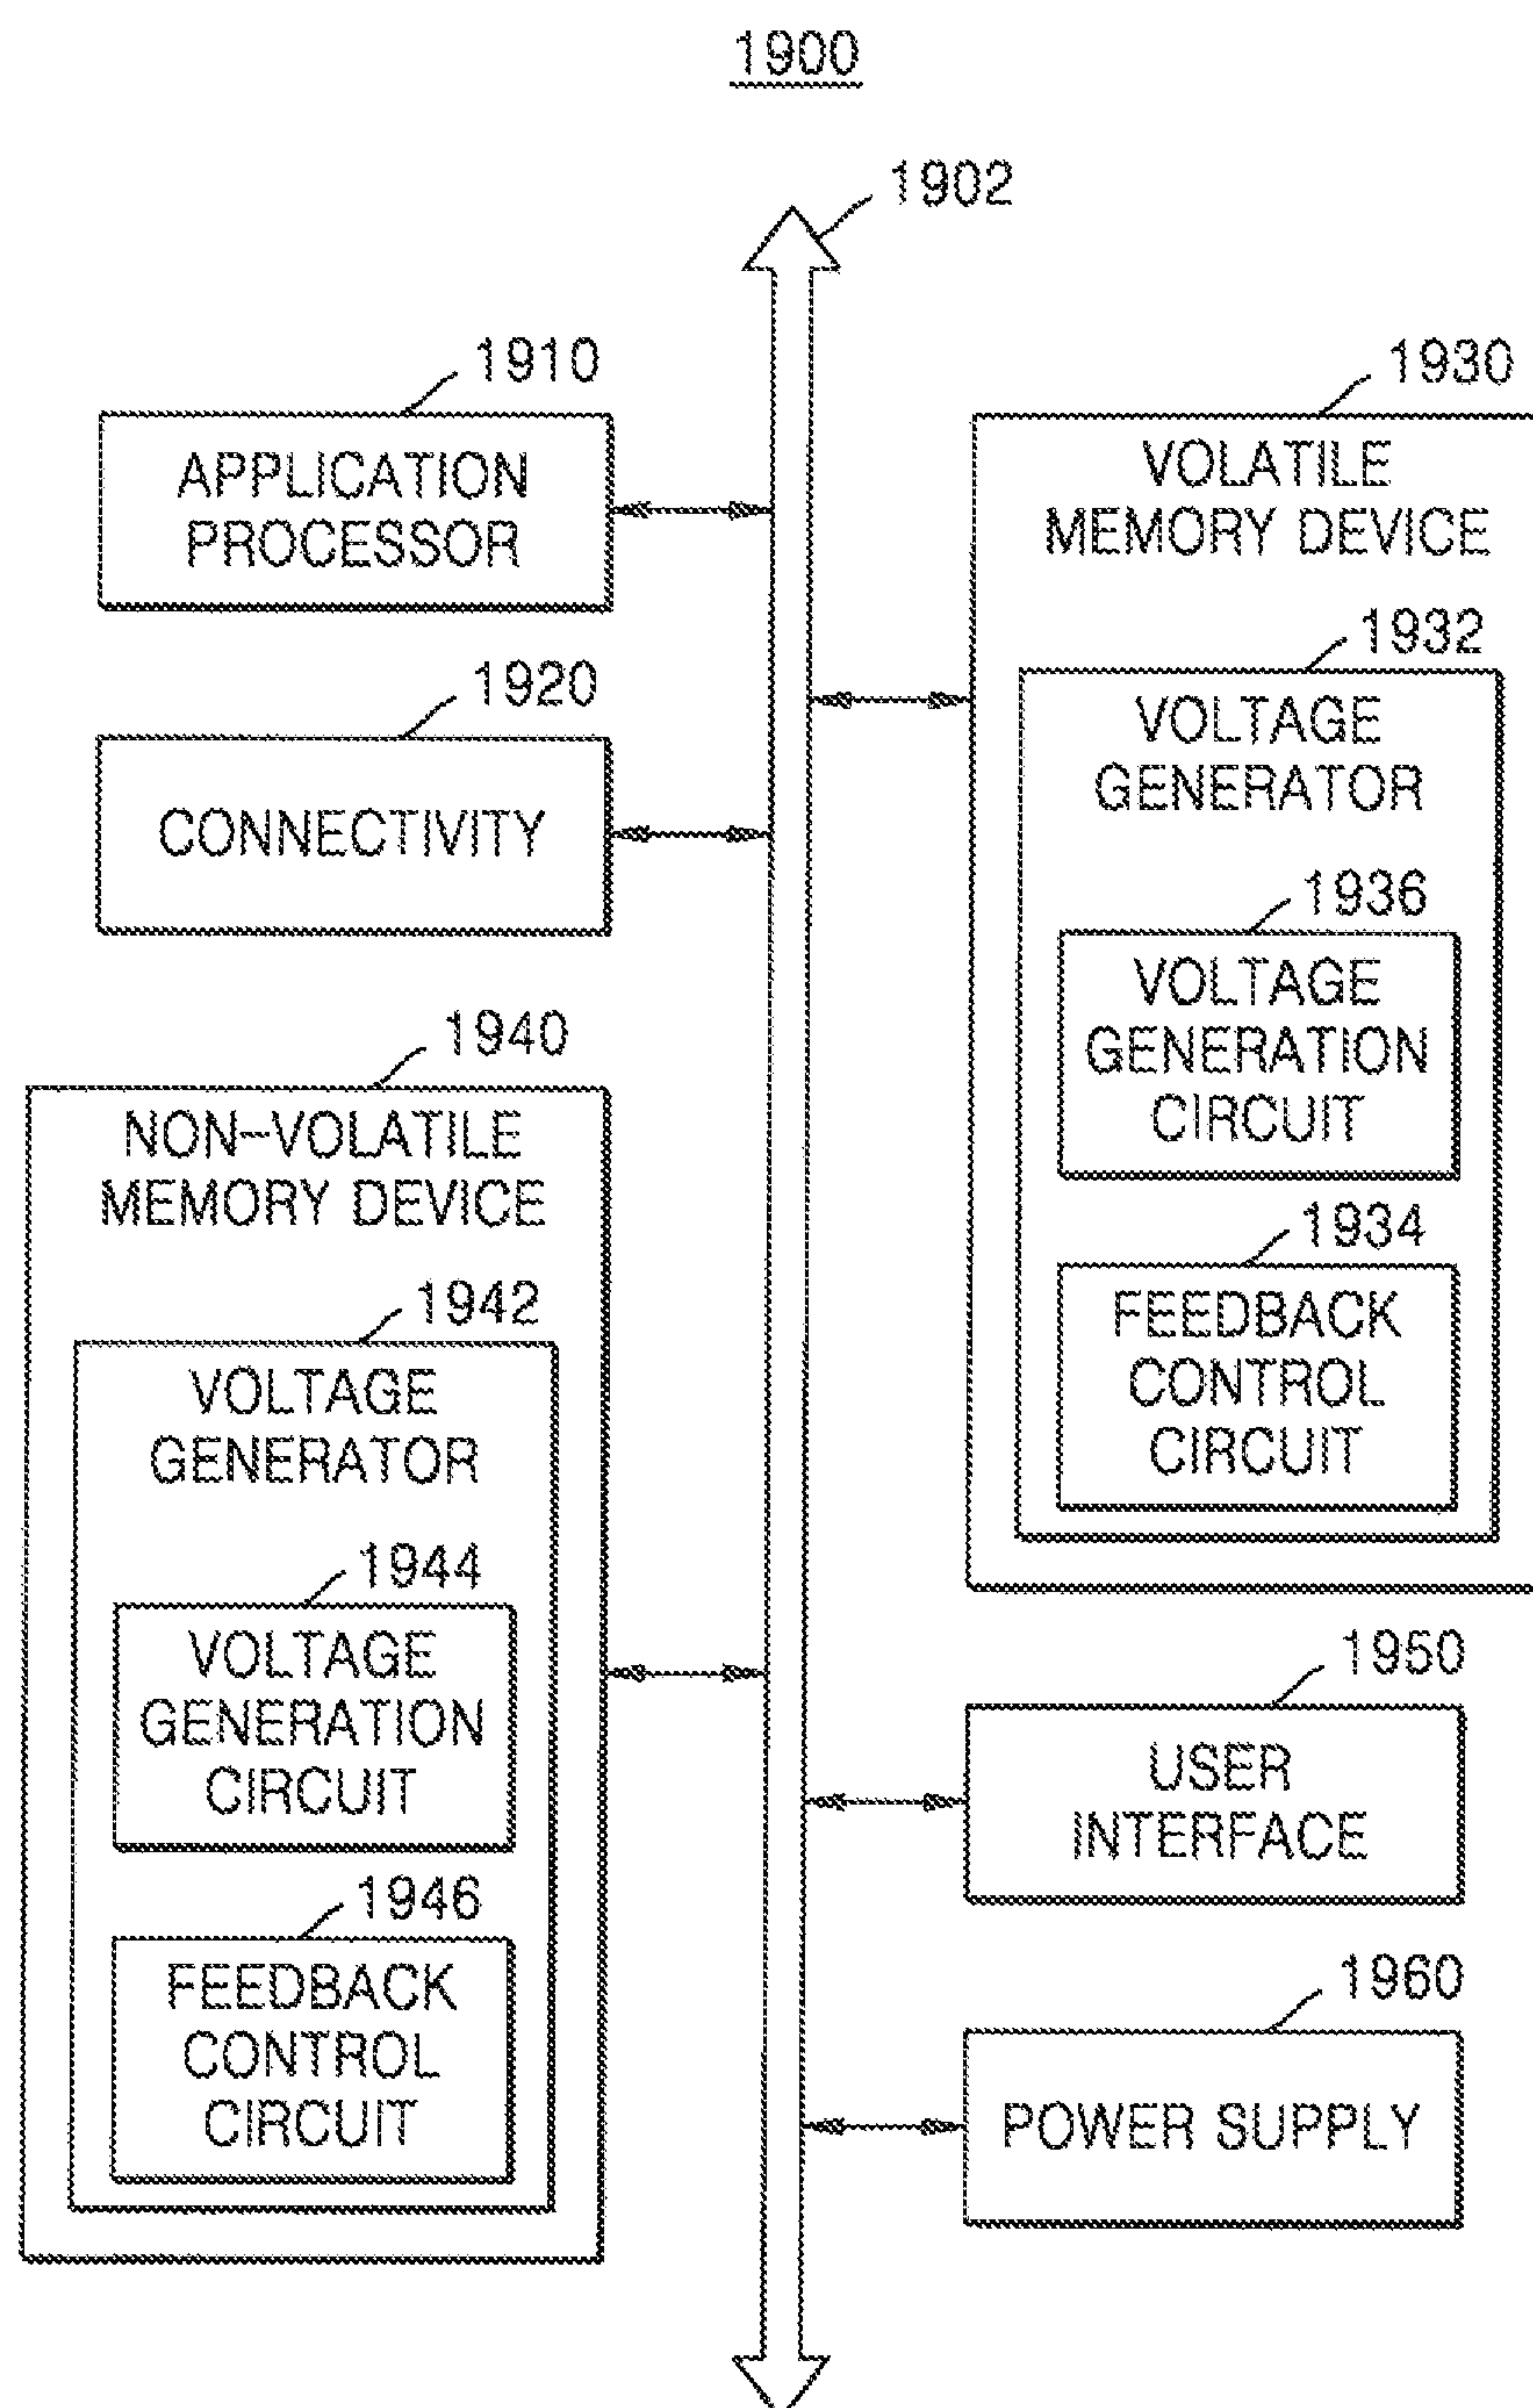 1900
1902
1910
APPLICATION
PROCESSOR
1920
CONNECTIVITY
1940
NON-VOLATILE
MEMORY DEVICE
1942
VOLTAGE
GENERATOR
1944
VOLTAGE
GENERATION
CIRCUIT
1946
FEEDBACK
CONTROL
CIRCUIT
1930
VOLATILE
MEMORY DEVICE
1932
VOLTAGE
GENERATOR
1936
VOLTAGE
GENERATION
CIRCUIT
1934
FEEDBACK
CONTROL
CIRCUIT
1950
USER
INTERFACE
1960
POWER SUPPLY